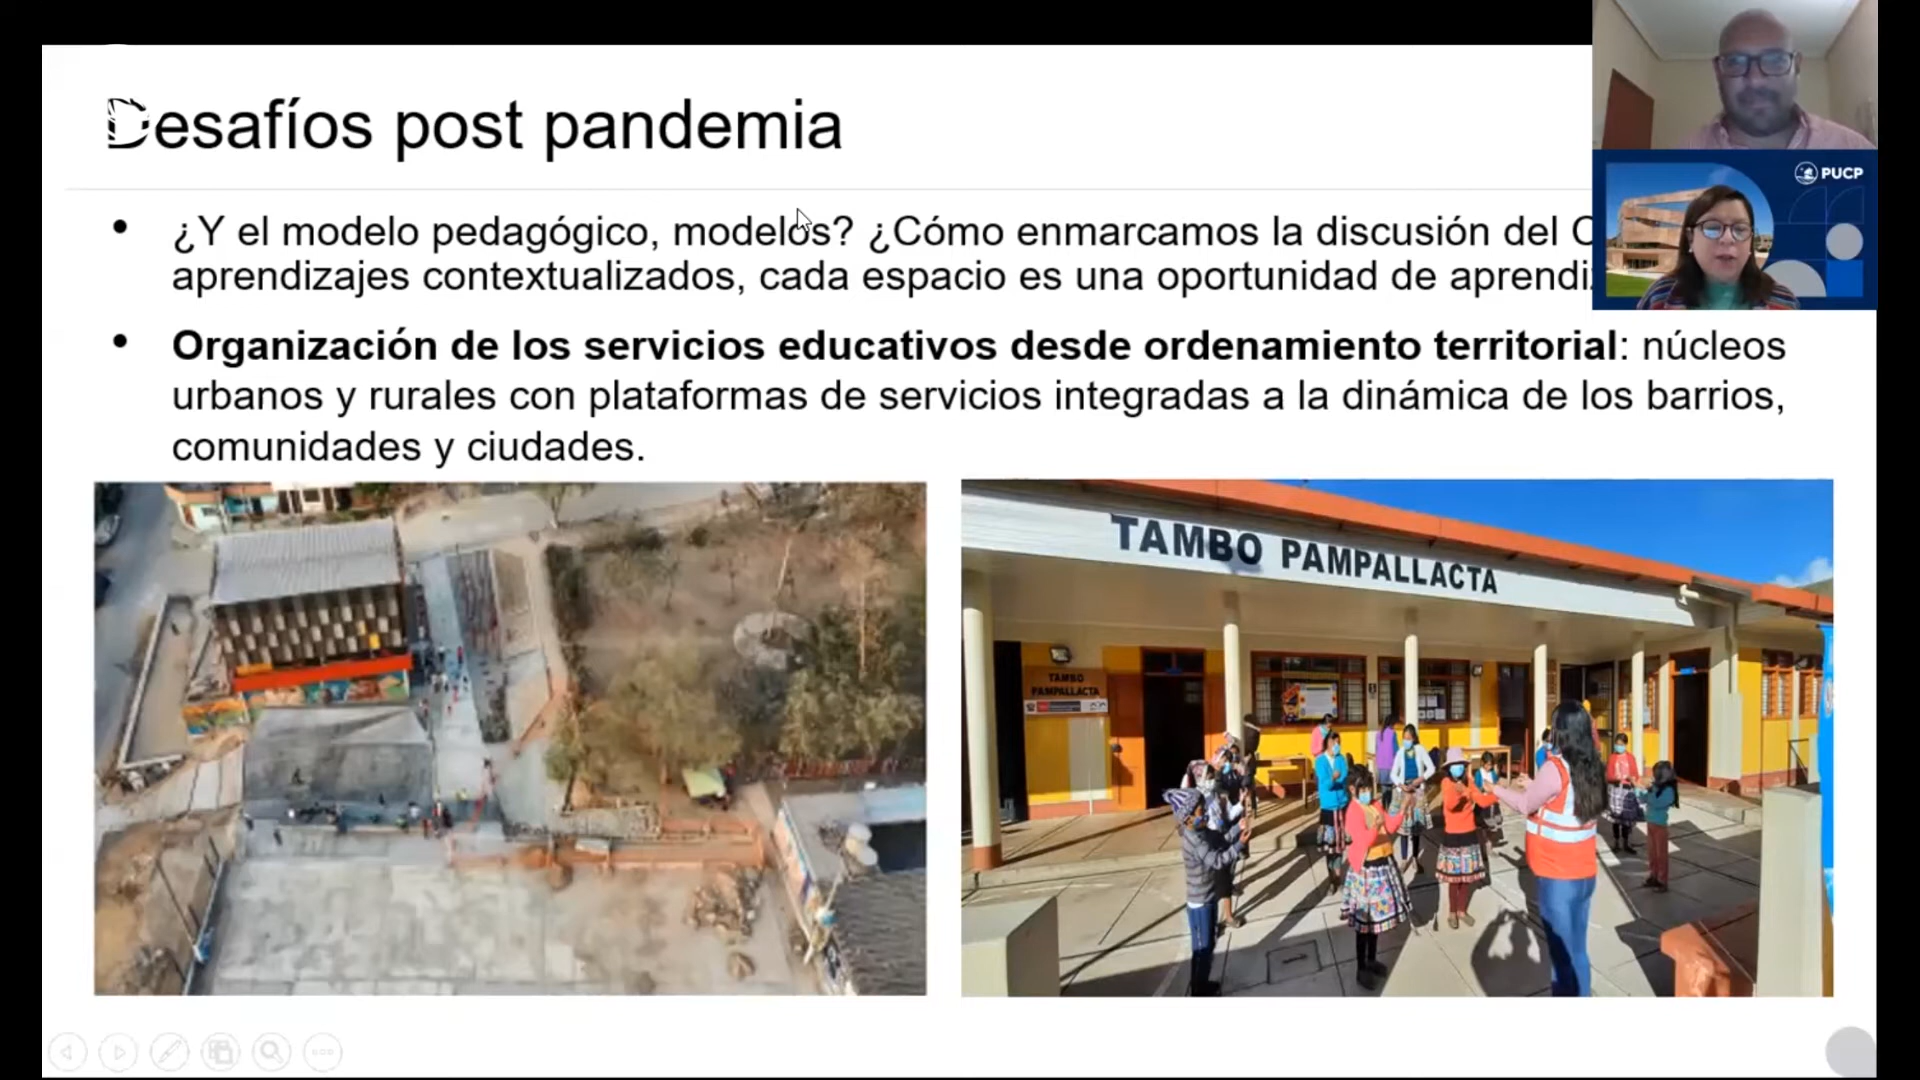 Desafíos post pandemia
PUCP
• ¿Y el modelo pedagógico, modelos? ¿Cómo enmarcamos la discusión del
aprendizajes contextualizados, cada espacio es una oportunidad de
• Organización de los servicios educativos desde ordenamiento territorial: núcleos
urbanos y rurales con plataformas de servicios integradas a la dinámica de los barrios,
comunidades y ciudades.
TAMBO PAMPALLACTA
TAMBO
PAMPALLACTA